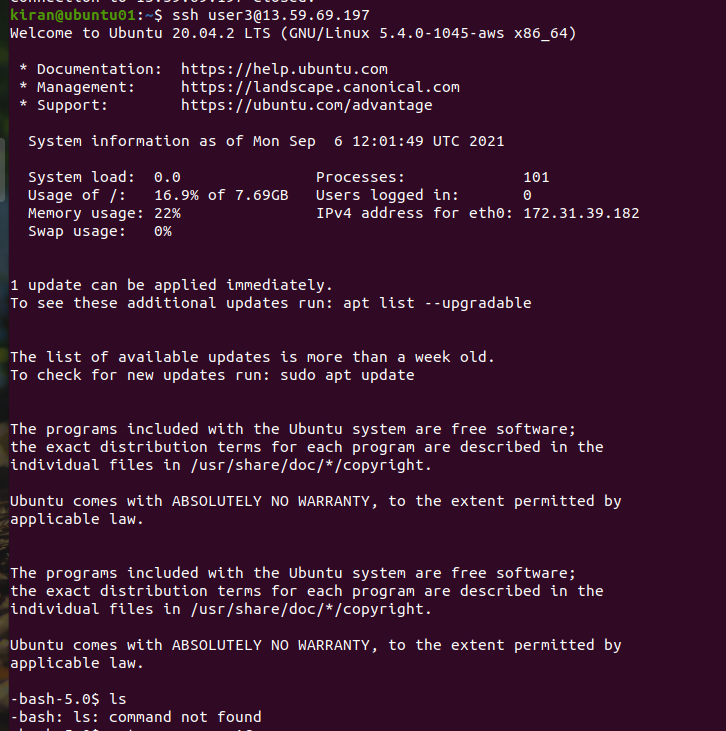 kiran@ubuntu01:~$ ssh user3@13.59.69.197
Welcome to Ubuntu 20.04.2 LTS (GNU/Linux 5.4.0-1045-aws x86_64)
* Documentation: https://help.ubuntu.com
* Management: https://landscape.canonical.com
* Support: https://ubuntu.com/advantage
System information as of Mon Sep 6 12:01:49 UTC 2021
System load: 0.0 Processes: 101
Usage of /: 16.9% of 7.69GB Users logged in: 0
Memory usage: 22% IPv4 address for eth0: 172.31.39.182
Swap usage: 0%
1 update can be applied immediately.
To see these additional updates run: apt list --upgradable
The list of available updates is more than a week old.
To check for new updates run: sudo apt update
The programs included with the Ubuntu system are free software;
the exact distribution terms for each program are described in the
individual files in /usr/share/doc/*/copyright.
Ubuntu comes with ABSOLUTELY NO WARRANTY, to the extent permitted by
applicable law.
The programs included with the Ubuntu system are free software;
the exact distribution terms for each program are described in the
individual files in /usr/share/doc/*/copyright.
Ubuntu comes with ABSOLUTELY NO WARRANTY, to the extent permitted by
applicable law.
-bash-5.0$ ls
-bash: ls: command not found